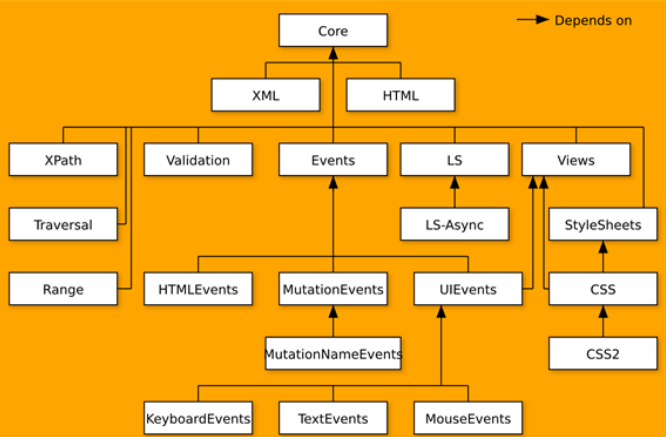 Depends on
Core
XML
HTML
XPath
Validation
Events
LS
Views
Traversal
LS-Async
StyleSheets
Range
HTMLEvents
MutationEvents
UIEvents
CSS
MutationNameEvents
CSS2
KeyboardEvents
TextEvents
MouseEvents